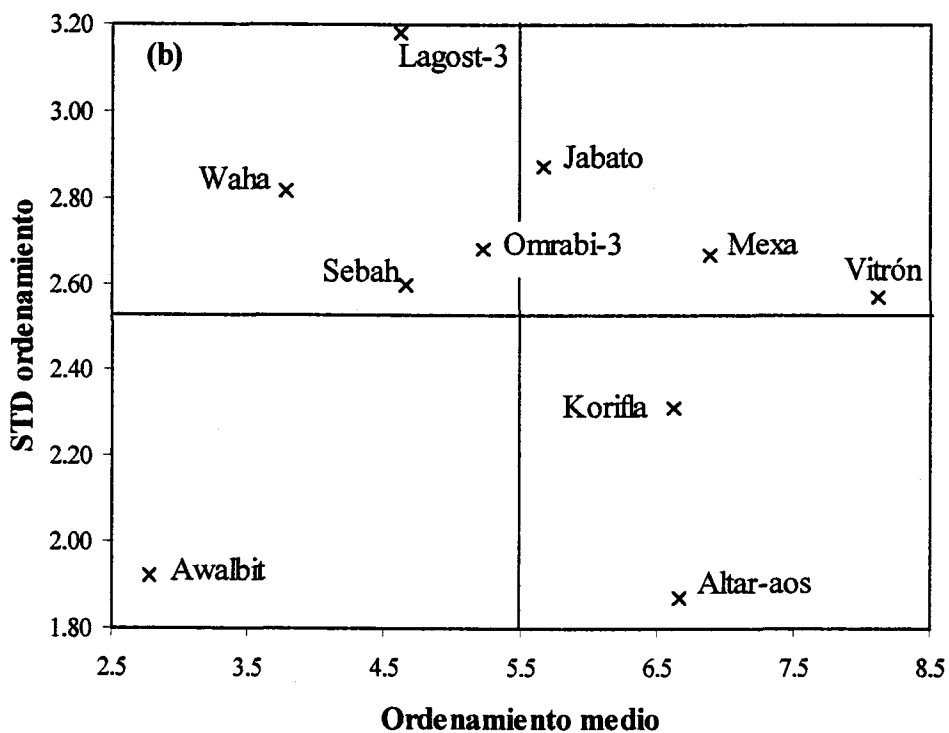 3.20
(b)
Lagost-3
3.00
Jabato
Waha
2.80
Omrabi-3
Mexa
Sebah
Vitrón
2.60
STD ordenamiento
2.40
Korifla
2.20
2.00
Awalbit
Altar-aos
1.80
2.5 3.5 4.5 5.5 6.5 7.5 8.5
Ordenamiento medio